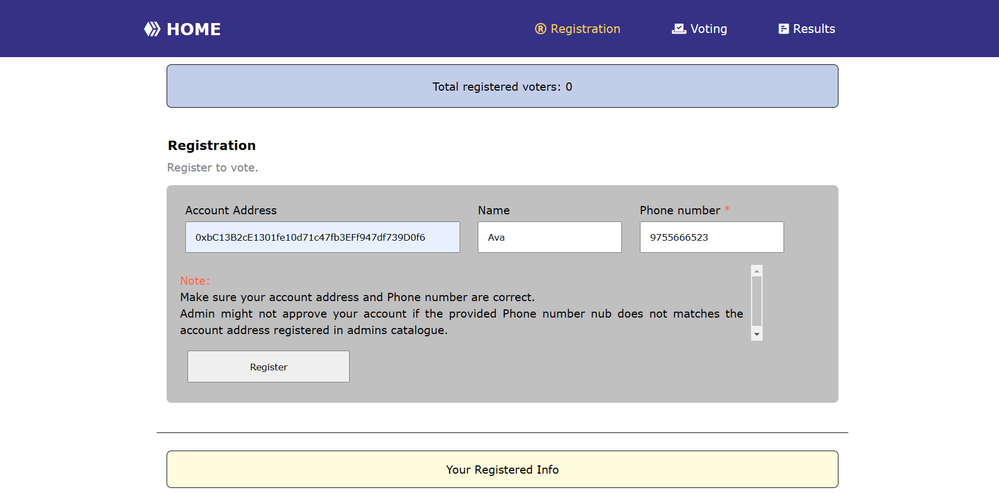 HOME
Registration
Voting
Results
Total registered voters: 0
Registration
Register to vote.
Account Address
Name
Phone number *
0xbC13B2cE1301fe10d71c47fb3EFf947df739D0f6
Ava
9755666523
Note:
Make sure your account address and Phone number are correct.
Admin might not approve your account if the provided Phone number nub does not matches the
account address registered in admins catalogue.
Register
Your Registered Info